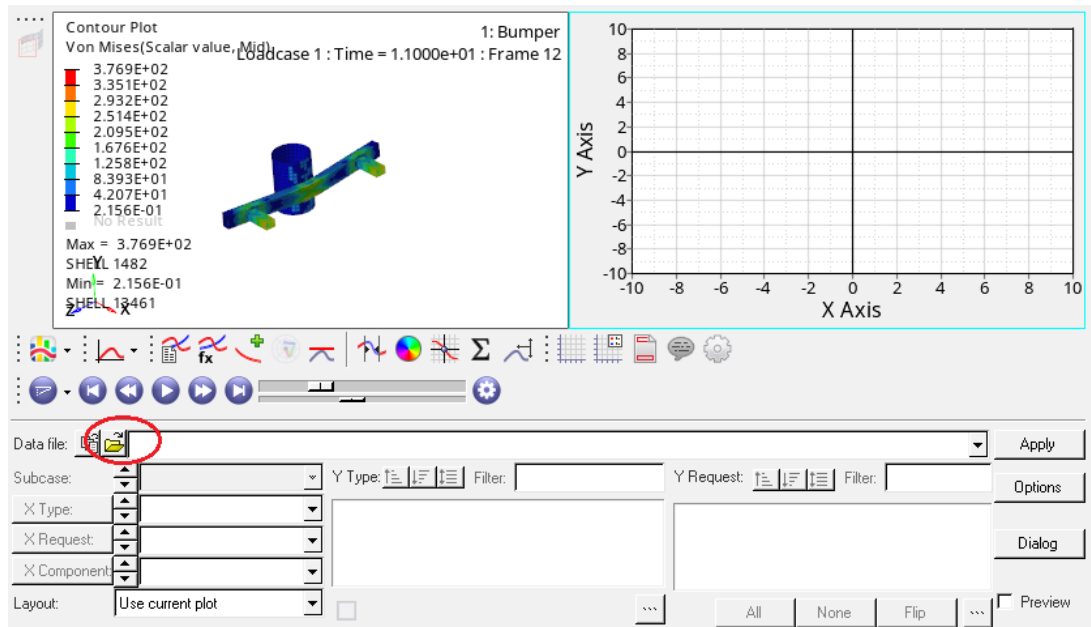 Contour Plot
Von Mises(Scalar value, Mid)
1: Bumper
Loadcase 1 : Time = 1.1000e+01 : Frame 12
3.769E+02
3.351E+02
2.932E+02
2.514E+02
2.095E+02
1.676E+02
1.258E+02
8.393E+01
4.207E+01
2.156E-01
No Result
Max = 3.769E+02
SHELL 1482
Min = 2.156E-01
SHELL 13461
Y
Z
X
10
8
6
4
2
0
-2
-4
-6
-8
-10
Y Axis
-10 -8 -6 -4 -2 0 2 4 6 8 10
X Axis
fx
Σ
Data file:
Apply
Subcase:
Y Type:
Filter:
Y Request:
Filter:
Options
X Type:
X Request:
Dialog
X Component:
Layout:
Use current plot
...
All
None
Flip
...
Preview